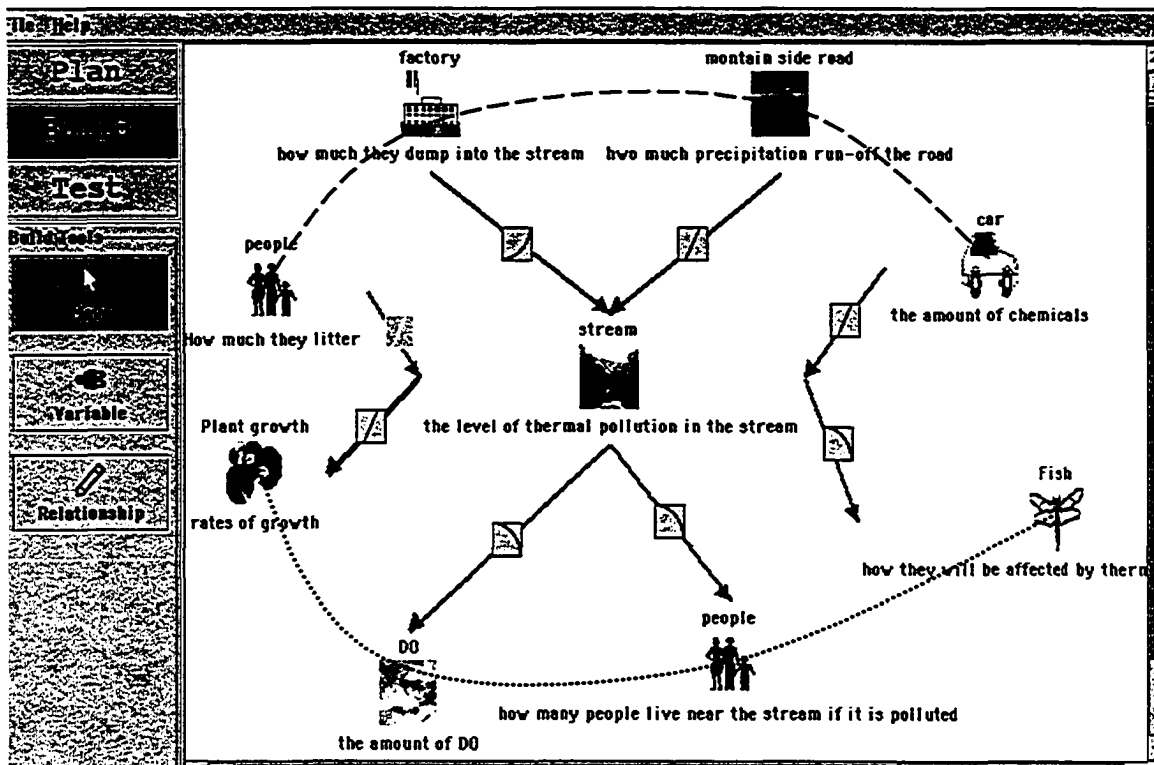 Help
Plan
Test
Build Tools
Variable
Relationship
factory
montain side road
how much they dump into the stream
hwo much precipitation run-off the road
people
How much they litter
car
the amount of chemicals
stream
the level of thermal pollution in the stream
Plant growth
rates of growth
Fish
how they will be affected by therm
DO
the amount of DO
people
how many people live near the stream if it is polluted